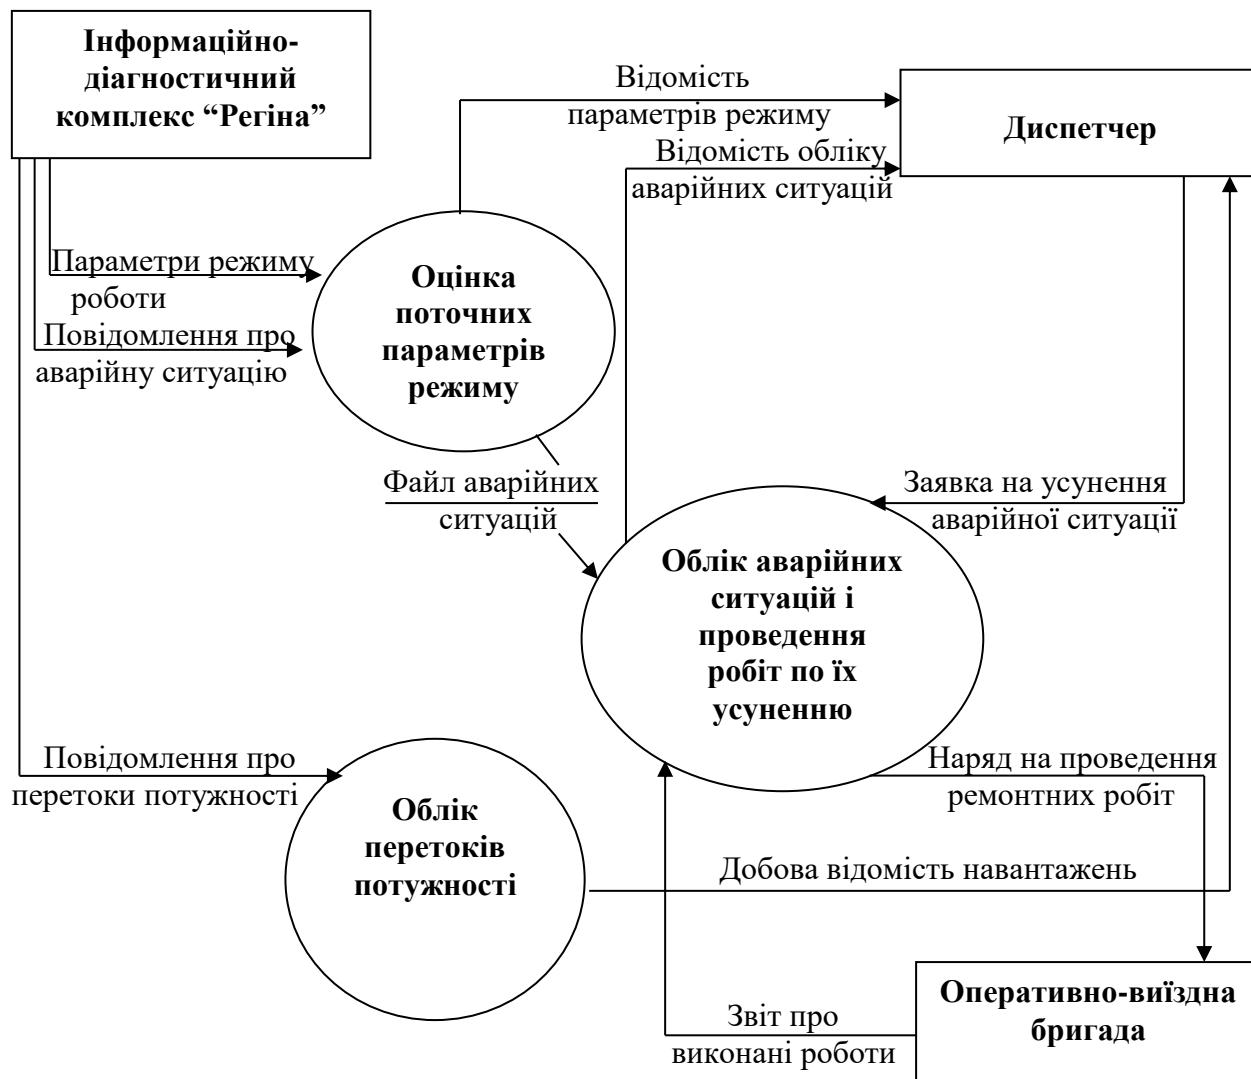 Інформаційно-
діагностичний
комплекс “Регіна”
Відомість
параметрів режиму
Диспетчер
Відомість обліку
аварійних ситуацій
Параметри режиму
роботи
Повідомлення про
аварійну ситуацію
Оцінка
поточних
параметрів
режиму
Файл аварійних
ситуацій
Заявка на усунення
аварійної ситуації
Облік аварійних
ситуацій і
проведення
робіт по їх
усуненню
Повідомлення про
перетоки потужності
Облік
перетоків
потужності
Наряд на проведення
ремонтних робіт
Добова відомість навантажень
Оперативно-виїздна
бригада
Звіт про
виконані роботи